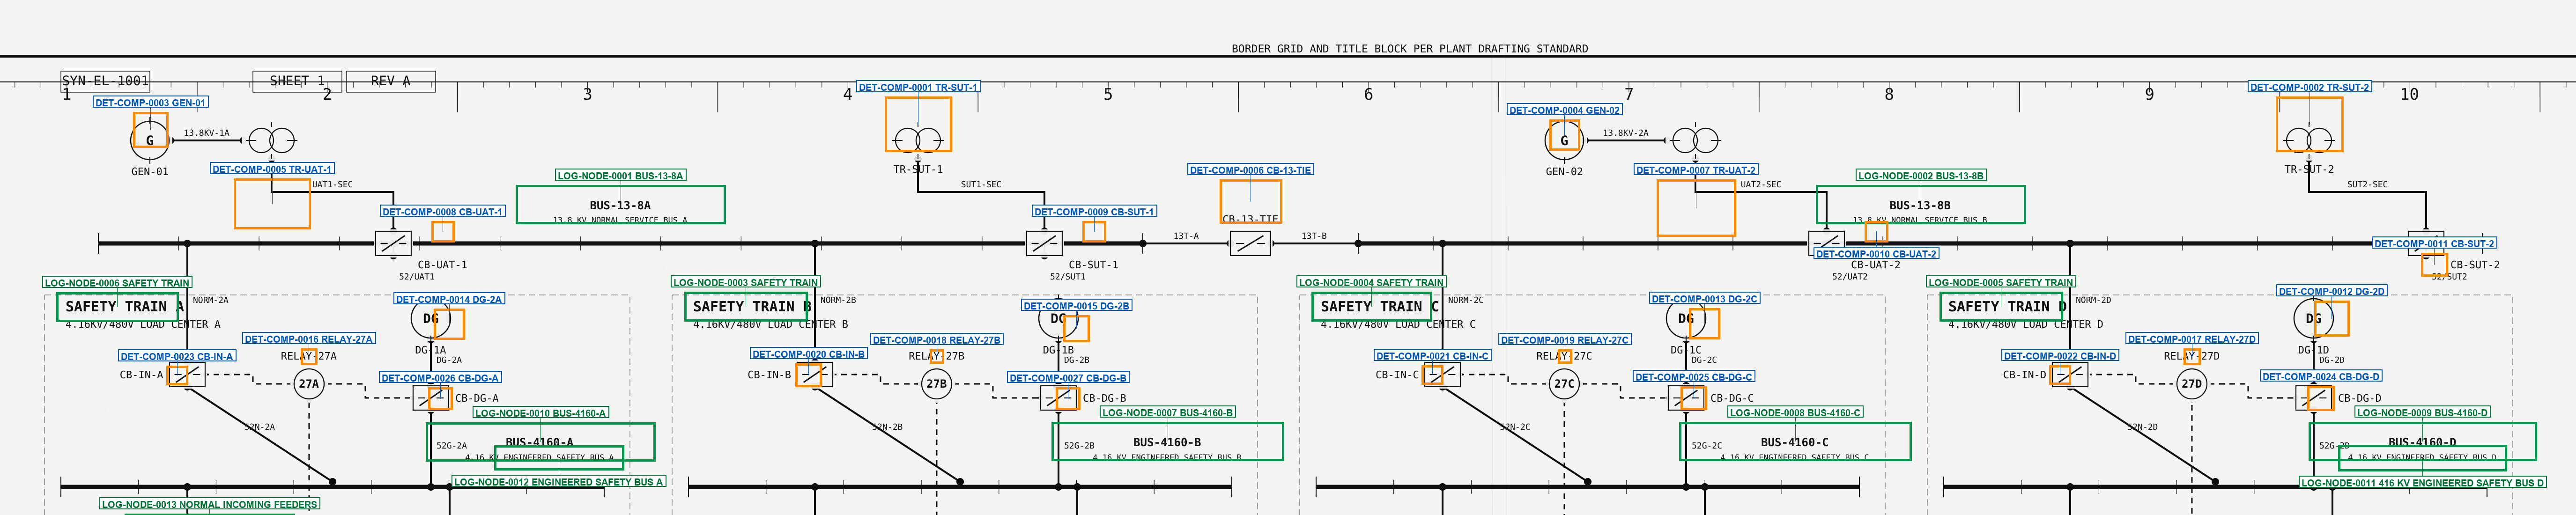 BORDER GRID AND TITLE BLOCK PER PLANT DRAFTING STANDARD
SYN-EL-1001 SHEET 1 REV A
1 2 3 4 5 6 7 8 9 10
DET-COMP-0003 GEN-01
DET-COMP-0001 TR-SUT-1
DET-COMP-0004 GEN-02
DET-COMP-0002 TR-SUT-2
G 13.8KV-1A
G 13.8KV-2A
GEN-01
TR-SUT-1
GEN-02
TR-SUT-2
DET-COMP-0005 TR-UAT-1
LOG-NODE-0001 BUS-13-8A
DET-COMP-0006 CB-13-TIE
DET-COMP-0007 TR-UAT-2
LOG-NODE-0002 BUS-13-8B
UAT1-SEC
SUT1-SEC
UAT2-SEC
SUT2-SEC
BUS-13-8A
13.8 KV NORMAL SERVICE BUS A
CB-13-TIE
BUS-13-8B
13.8 KV NORMAL SERVICE BUS B
DET-COMP-0008 CB-UAT-1
DET-COMP-0009 CB-SUT-1
13T-A
13T-B
DET-COMP-0011 CB-SUT-2
DET-COMP-0010 CB-UAT-2
CB-UAT-1
52/UAT1
CB-SUT-1
52/SUT1
CB-UAT-2
52/UAT2
CB-SUT-2
52/SUT2
LOG-NODE-0006 SAFETY TRAIN
SAFETY TRAIN A
4.16KV/480V LOAD CENTER A
NORM-2A
DET-COMP-0014 DG-2A
DG
DG-1A
DG-2A
DET-COMP-0016 RELAY-27A
RELAY-27A
DET-COMP-0023 CB-IN-A
CB-IN-A
27A
DET-COMP-0026 CB-DG-A
CB-DG-A
52N-2A
52G-2A
LOG-NODE-0010 BUS-4160-A
BUS-4160-A
4.16 KV ENGINEERED SAFETY BUS A
LOG-NODE-0012 ENGINEERED SAFETY BUS A
LOG-NODE-0013 NORMAL INCOMING FEEDERS
LOG-NODE-0003 SAFETY TRAIN
SAFETY TRAIN B
4.16KV/480V LOAD CENTER B
NORM-2B
DET-COMP-0015 DG-2B
DG
DG-1B
DG-2B
DET-COMP-0018 RELAY-27B
RELAY-27B
DET-COMP-0020 CB-IN-B
CB-IN-B
27B
DET-COMP-0027 CB-DG-B
CB-DG-B
52N-2B
52G-2B
LOG-NODE-0007 BUS-4160-B
BUS-4160-B
4.16 KV ENGINEERED SAFETY BUS B
LOG-NODE-0004 SAFETY TRAIN
SAFETY TRAIN C
4.16KV/480V LOAD CENTER C
NORM-2C
DET-COMP-0013 DG-2C
DG
DG-1C
DG-2C
DET-COMP-0019 RELAY-27C
RELAY-27C
DET-COMP-0021 CB-IN-C
CB-IN-C
27C
DET-COMP-0025 CB-DG-C
CB-DG-C
52N-2C
52G-2C
LOG-NODE-0008 BUS-4160-C
BUS-4160-C
4.16 KV ENGINEERED SAFETY BUS C
LOG-NODE-0005 SAFETY TRAIN
SAFETY TRAIN D
4.16KV/480V LOAD CENTER D
NORM-2D
DET-COMP-0012 DG-2D
DG
DG-1D
DG-2D
DET-COMP-0017 RELAY-27D
RELAY-27D
DET-COMP-0022 CB-IN-D
CB-IN-D
27D
DET-COMP-0024 CB-DG-D
CB-DG-D
52N-2D
52G-2D
LOG-NODE-0009 BUS-4160-D
BUS-4160-D
4.16 KV ENGINEERED SAFETY BUS D
LOG-NODE-0011 416 KV ENGINEERED SAFETY BUS D